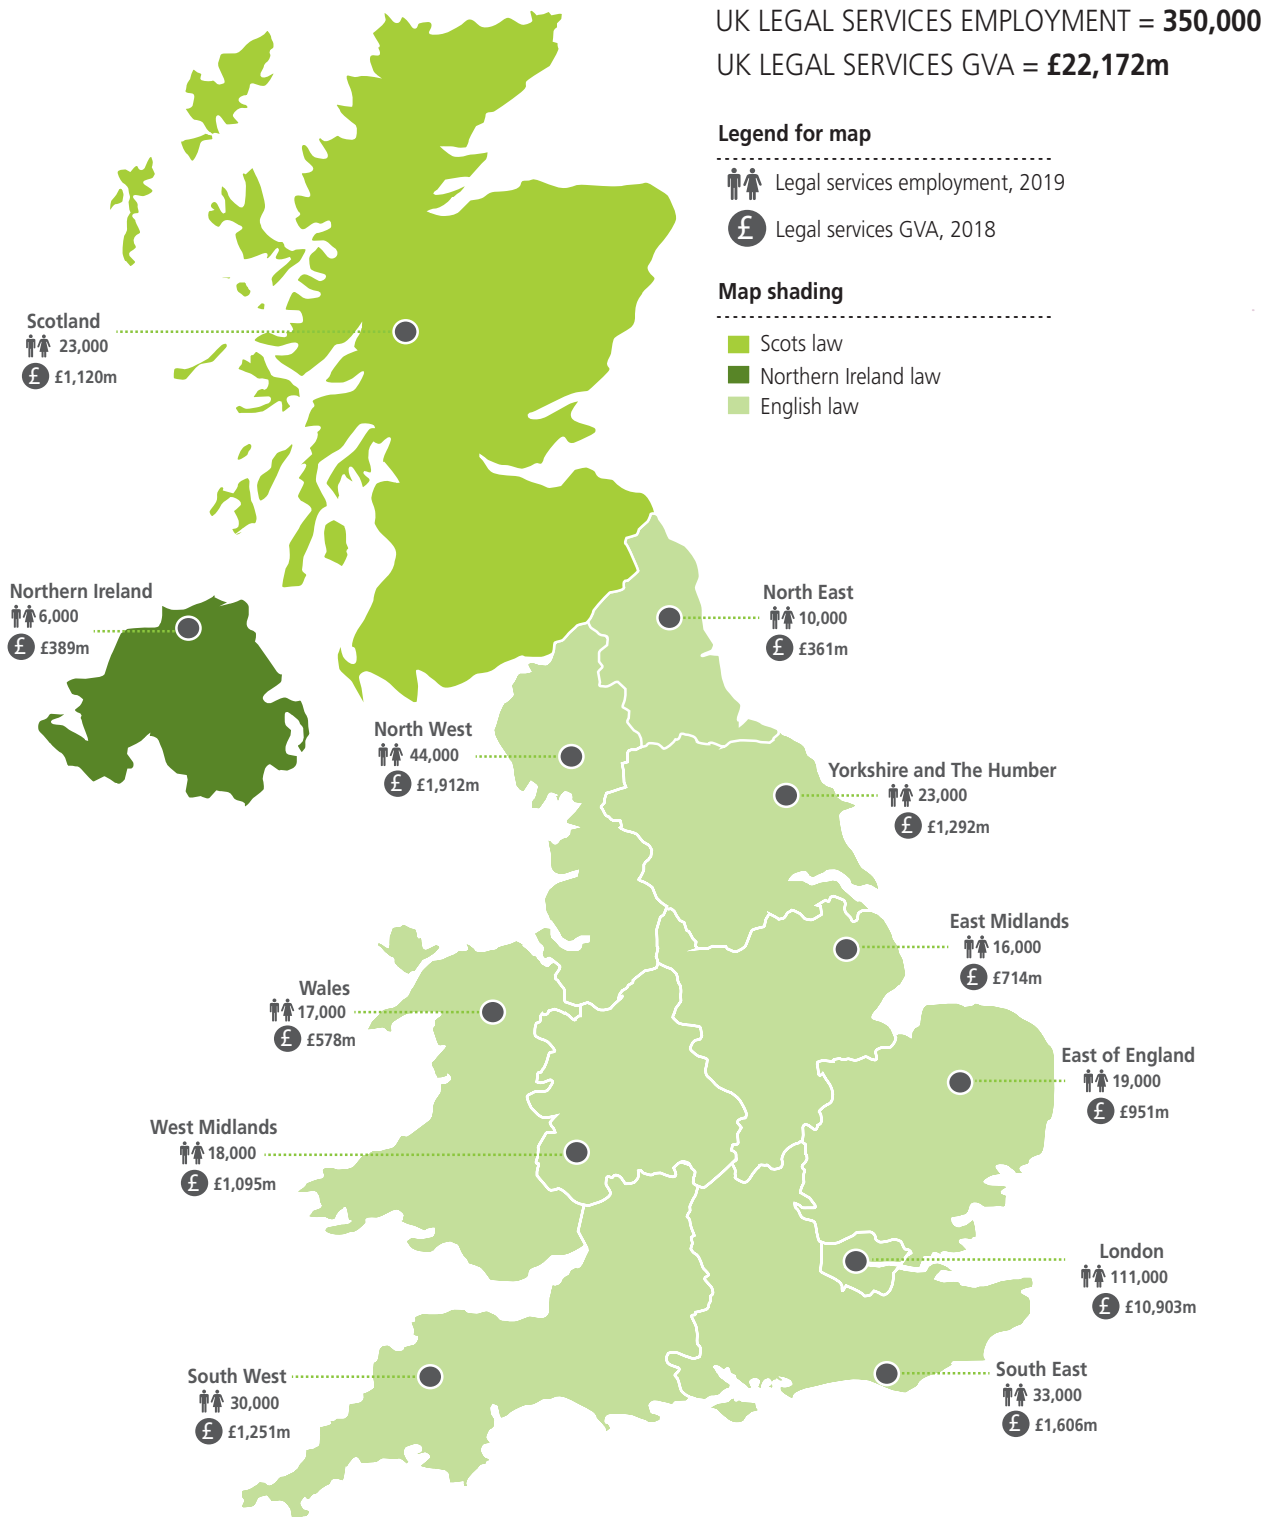 UK LEGAL SERVICES EMPLOYMENT = 350,000
UK LEGAL SERVICES GVA = £22,172m
Legend for map
Legal services employment, 2019
£ Legal services GVA, 2018
Map shading
Scots law
Northern Ireland law
English law
Scotland
23,000
£ £1,120m
Northern Ireland
6,000
£ £389m
North East
10,000
£ £361m
North West
44,000
£ £1,912m
Yorkshire and The Humber
23,000
£ £1,292m
East Midlands
16,000
£ £714m
Wales
17,000
£ £578m
East of England
19,000
£ £951m
West Midlands
18,000
£ £1,095m
London
111,000
£ £10,903m
South West
30,000
£ £1,251m
South East
33,000
£ £1,606m